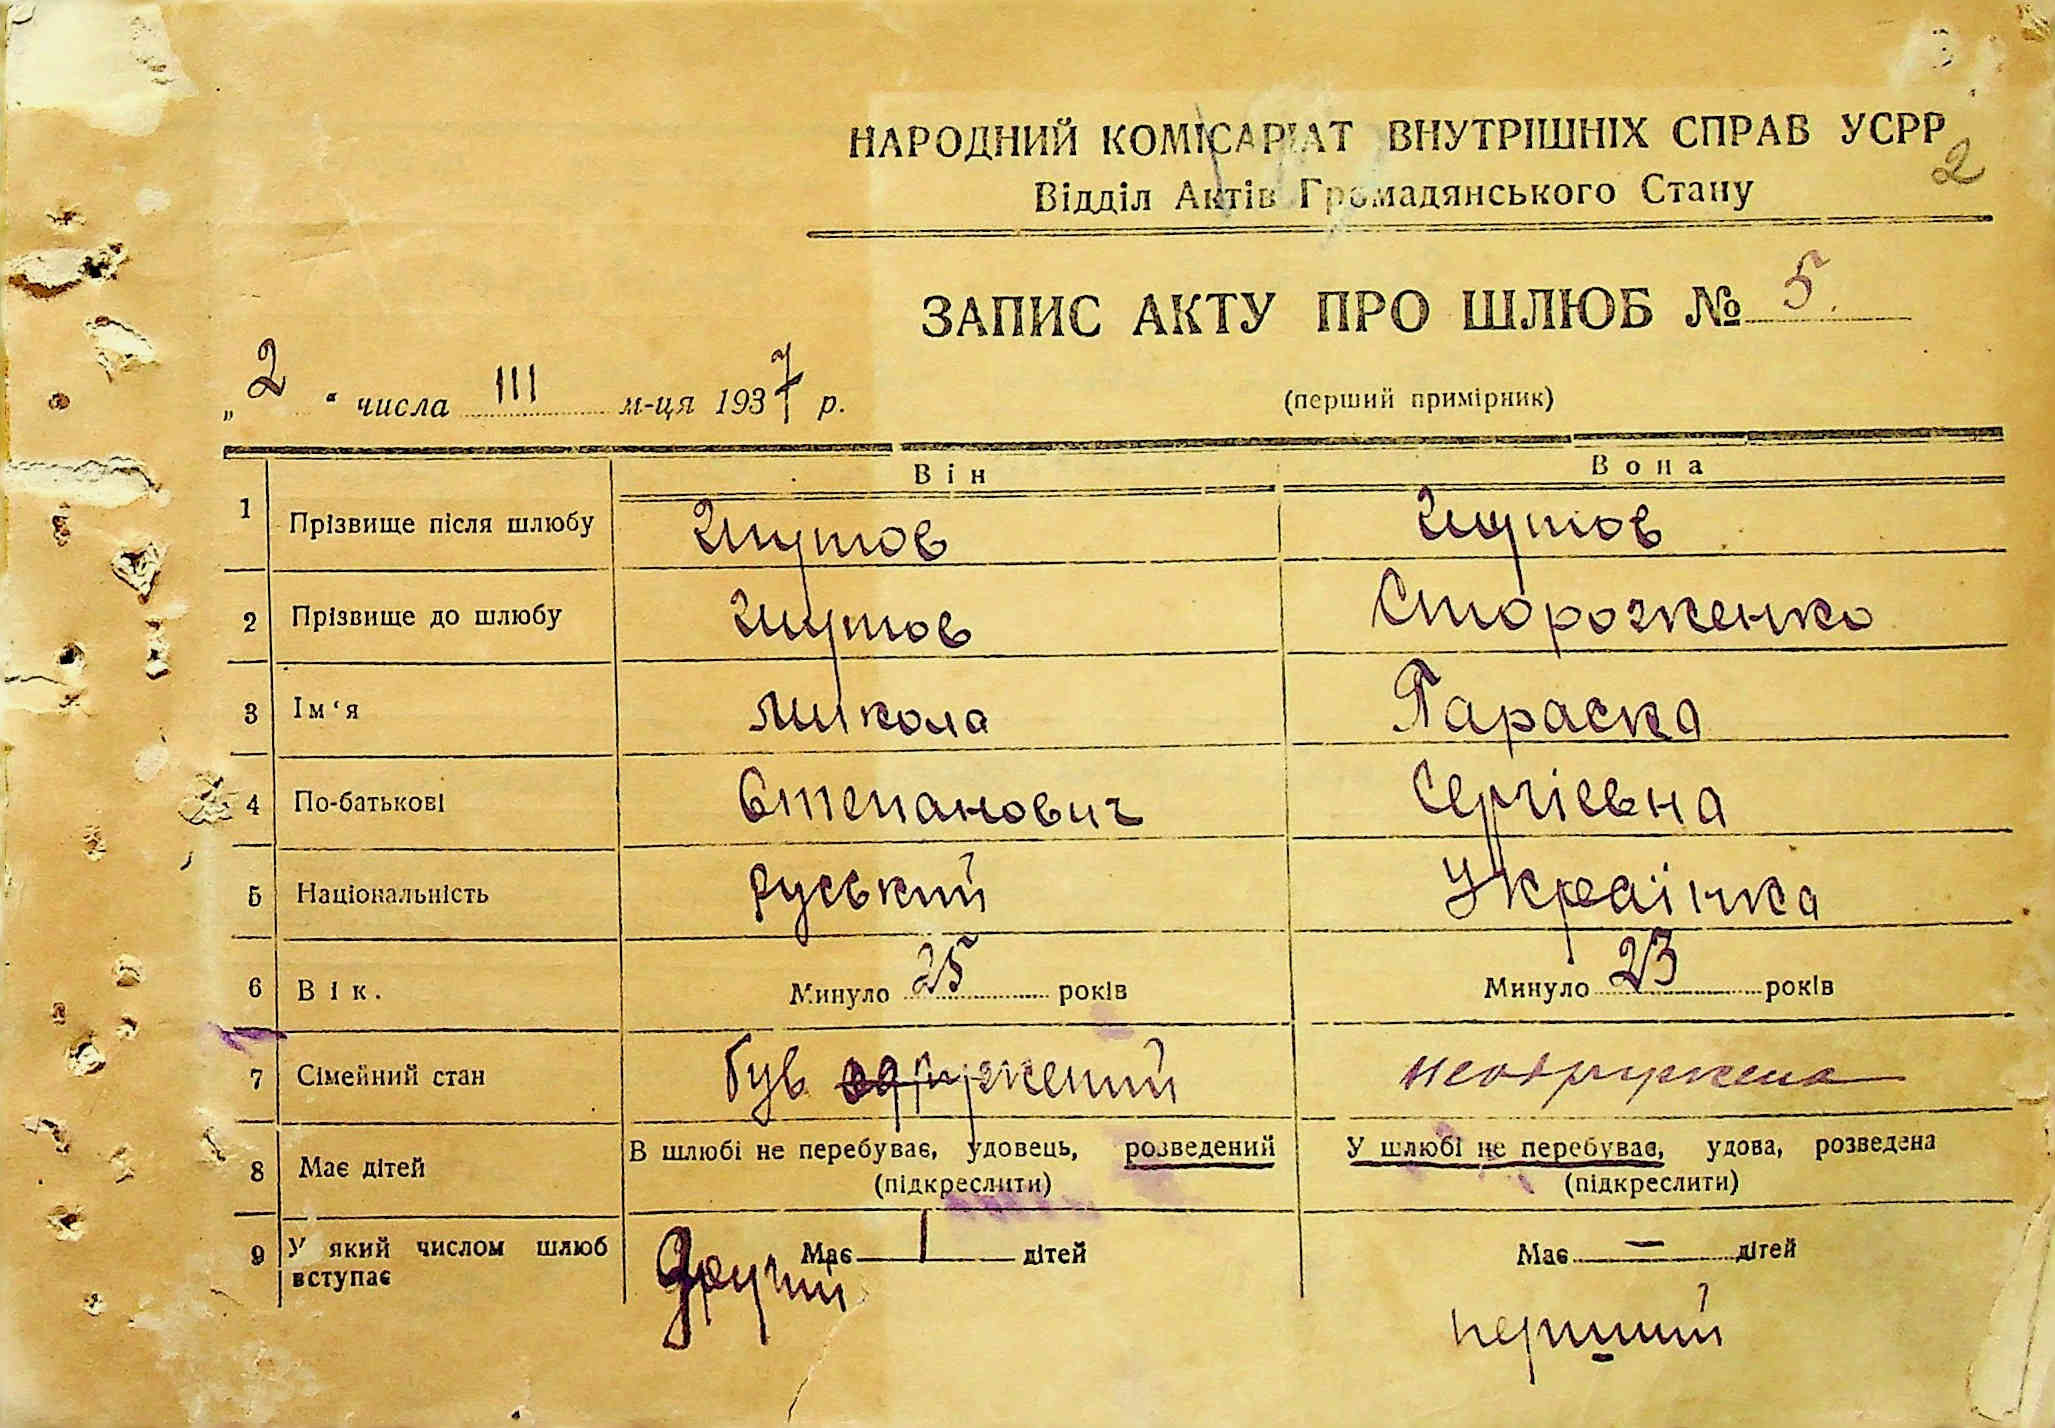 НАРОДНИЙ КОМІСАРІАТ ВНУТРІШНІХ СПРАВ УСРР
2
Відділ Актів Громадянського Стану
ЗАПИС АКТУ ПРО ШЛЮБ № 5.
„2“ числа III м-ця 1937 р.
(перший примірник)
Він Вона
1 Прізвище після шлюбу Шутов Шутов
2 Прізвище до шлюбу Шутов Стороженко
3 Ім‘я Микола Параска
4 По-батькові Степанович Сергіевна
5 Національність руський Украінка
6 Вік. Минуло 25 років Минуло 23 років
7 Сімейний стан був одружений неодружена
8 Має дітей В шлюбі не перебуває, удовець, розведений У шлюбі не перебуває, удова, розведена
(підкреслити) (підкреслити)
9 У який числом шлюб вступає Має 1 дітей Має — дітей
Другий перший